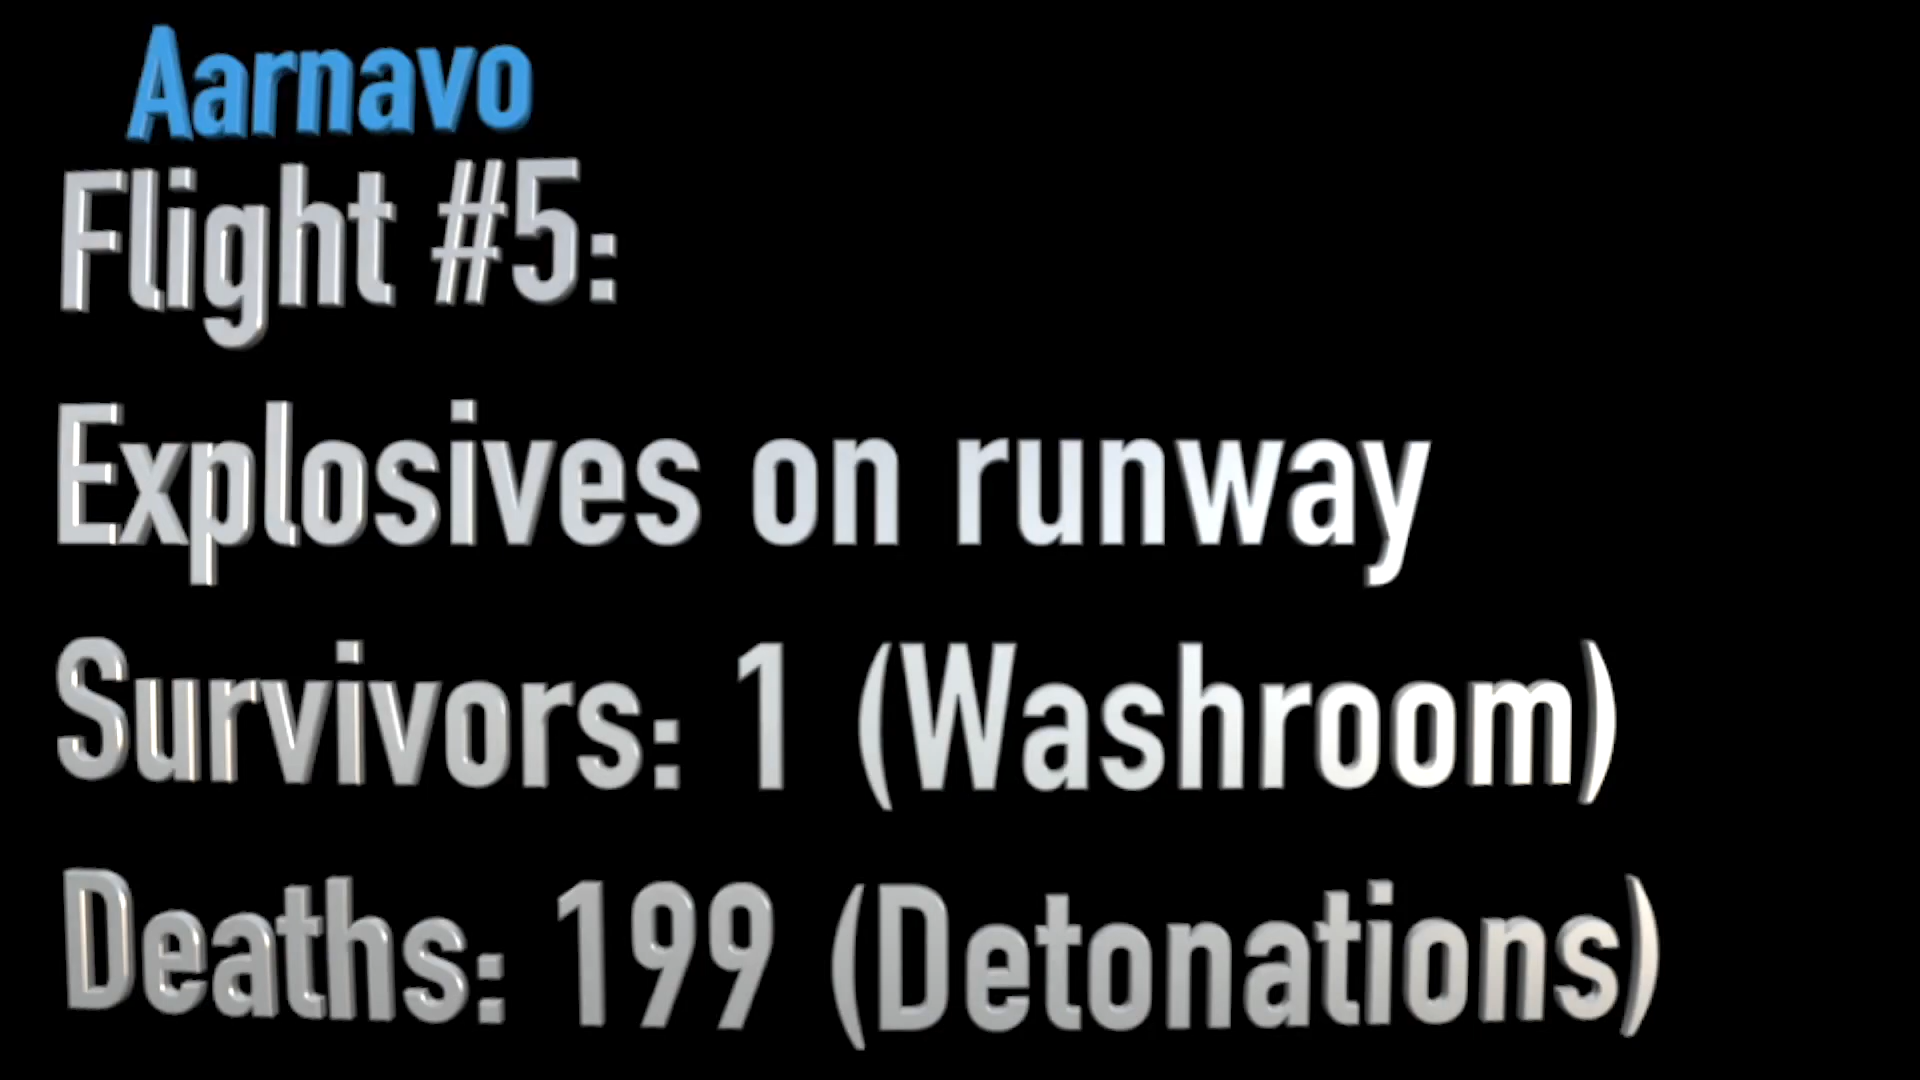 Aarnavo
Flight #5:
Explosives on runway
Survivors: 1 (Washroom)
Deaths: 199 (Detonations)